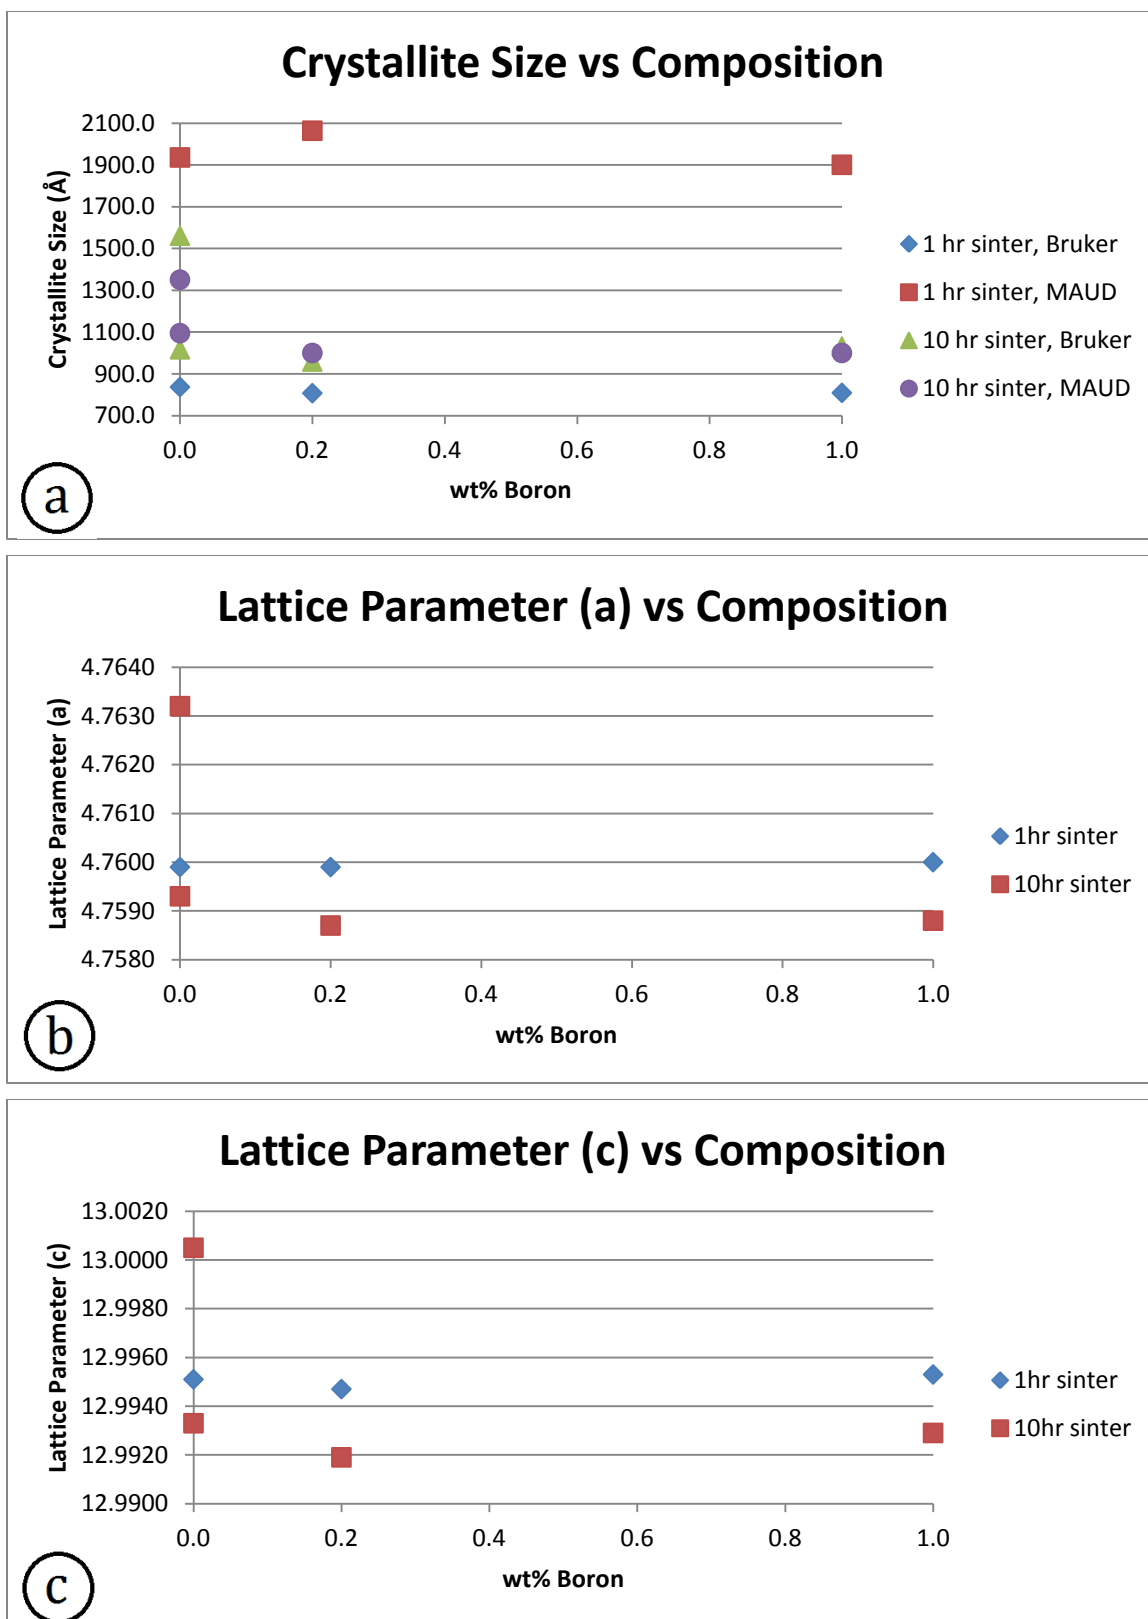 Crystallite Size vs Composition
Crystallite Size (Å)
2100.0
1900.0
1700.0
1500.0
1300.0
1100.0
900.0
700.0
0.0 0.2 0.4 0.6 0.8 1.0
wt% Boron
1 hr sinter, Bruker
1 hr sinter, MAUD
10 hr sinter, Bruker
10 hr sinter, MAUD
a
Lattice Parameter (a) vs Composition
Lattice Parameter (a)
4.7640
4.7630
4.7620
4.7610
4.7600
4.7590
4.7580
0.0 0.2 0.4 0.6 0.8 1.0
wt% Boron
1hr sinter
10hr sinter
b
Lattice Parameter (c) vs Composition
Lattice Parameter (c)
13.0020
13.0000
12.9980
12.9960
12.9940
12.9920
12.9900
0.0 0.2 0.4 0.6 0.8 1.0
wt% Boron
1hr sinter
10hr sinter
c